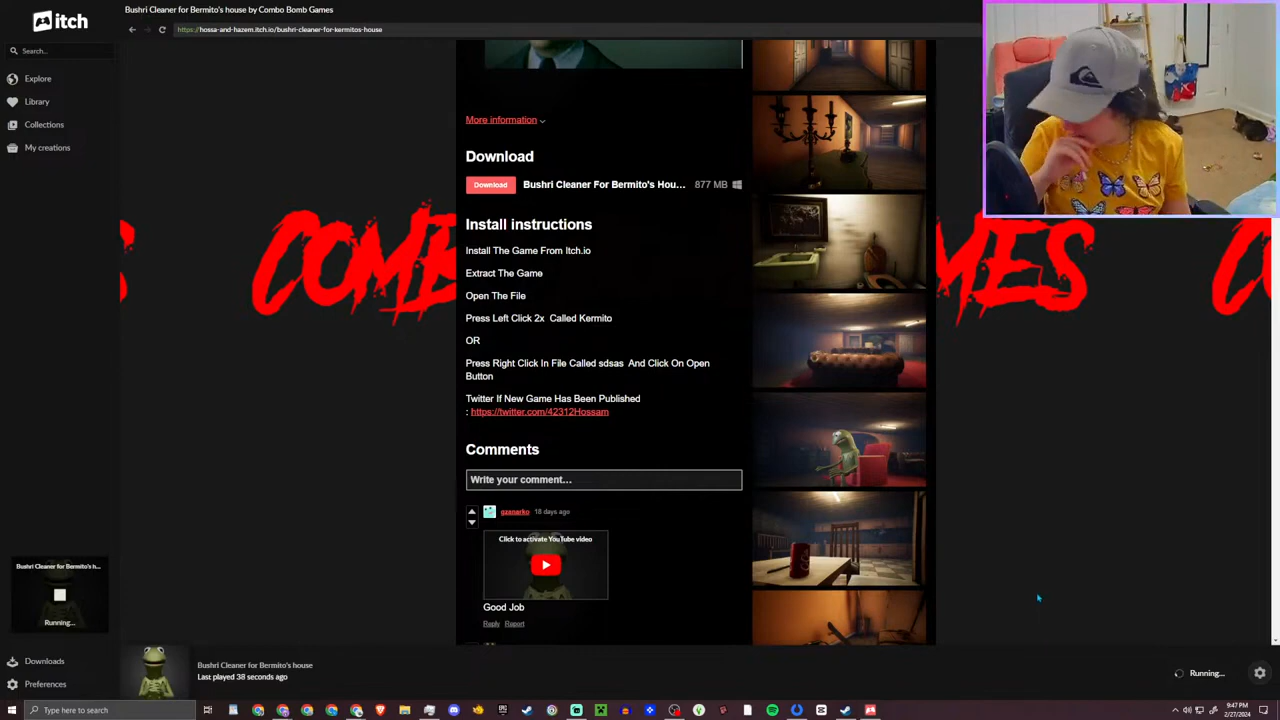 itch
Bushri Cleaner for Bermito's house by Combo Bomb Games
https://hossa-and-hazem.itch.io/bushri-cleaner-for-kermitos-house
Search...
Explore
Library
Collections
My creations
More information
Download
Download Bushri Cleaner For Bermito's Hou... 877 MB
Install instructions
Install The Game From Itch.io
Extract The Game
Open The File
Press Left Click 2x Called Kermito
OR
Press Right Click In File Called sdsas And Click On Open
Button
Twitter If New Game Has Been Published
: https://twitter.com/42312Hossam
Comments
Write your comment...
gzanarko 18 days ago
Click to activate YouTube video
Good Job
Reply Report
Bushri Cleaner for Bermito's h...
Running...
Downloads
Preferences
Bushri Cleaner for Bermito's house
Last played 38 seconds ago
Running...
Type here to search
9:47 PM
2/27/2024